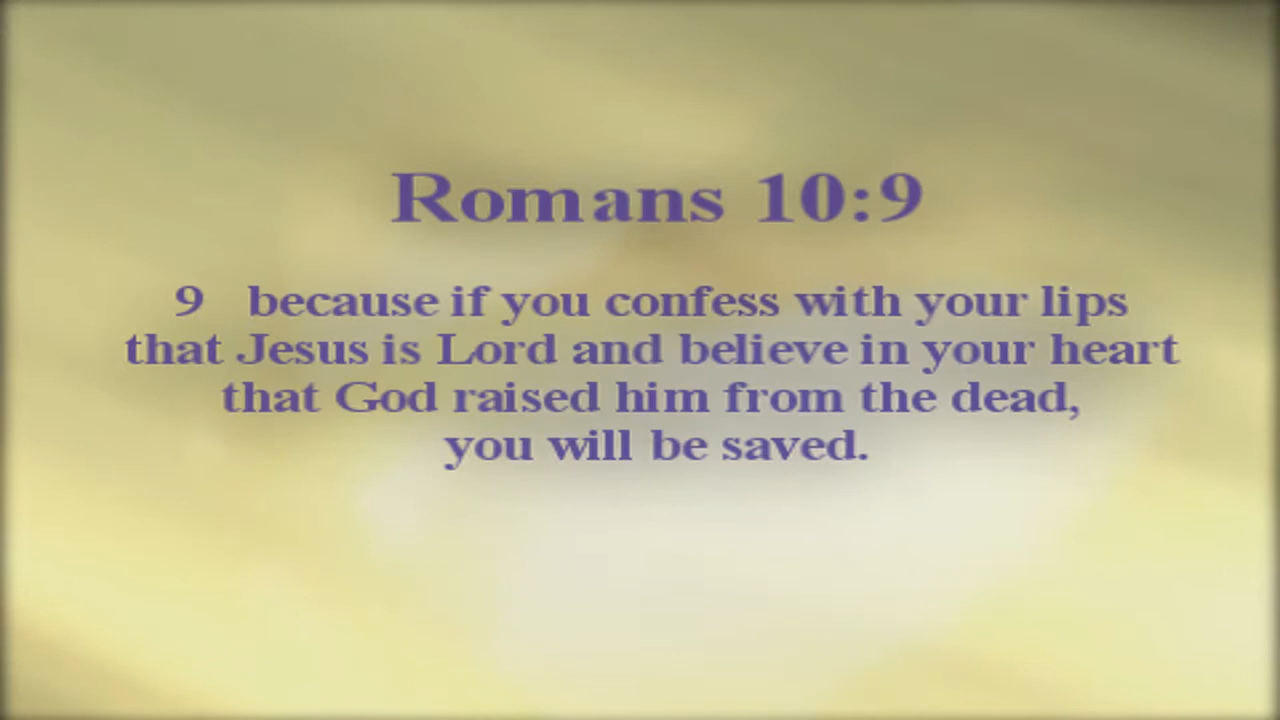 Romans 10:9
9 because if you confess with your lips
that Jesus is Lord and believe in your heart
that God raised him from the dead,
you will be saved.